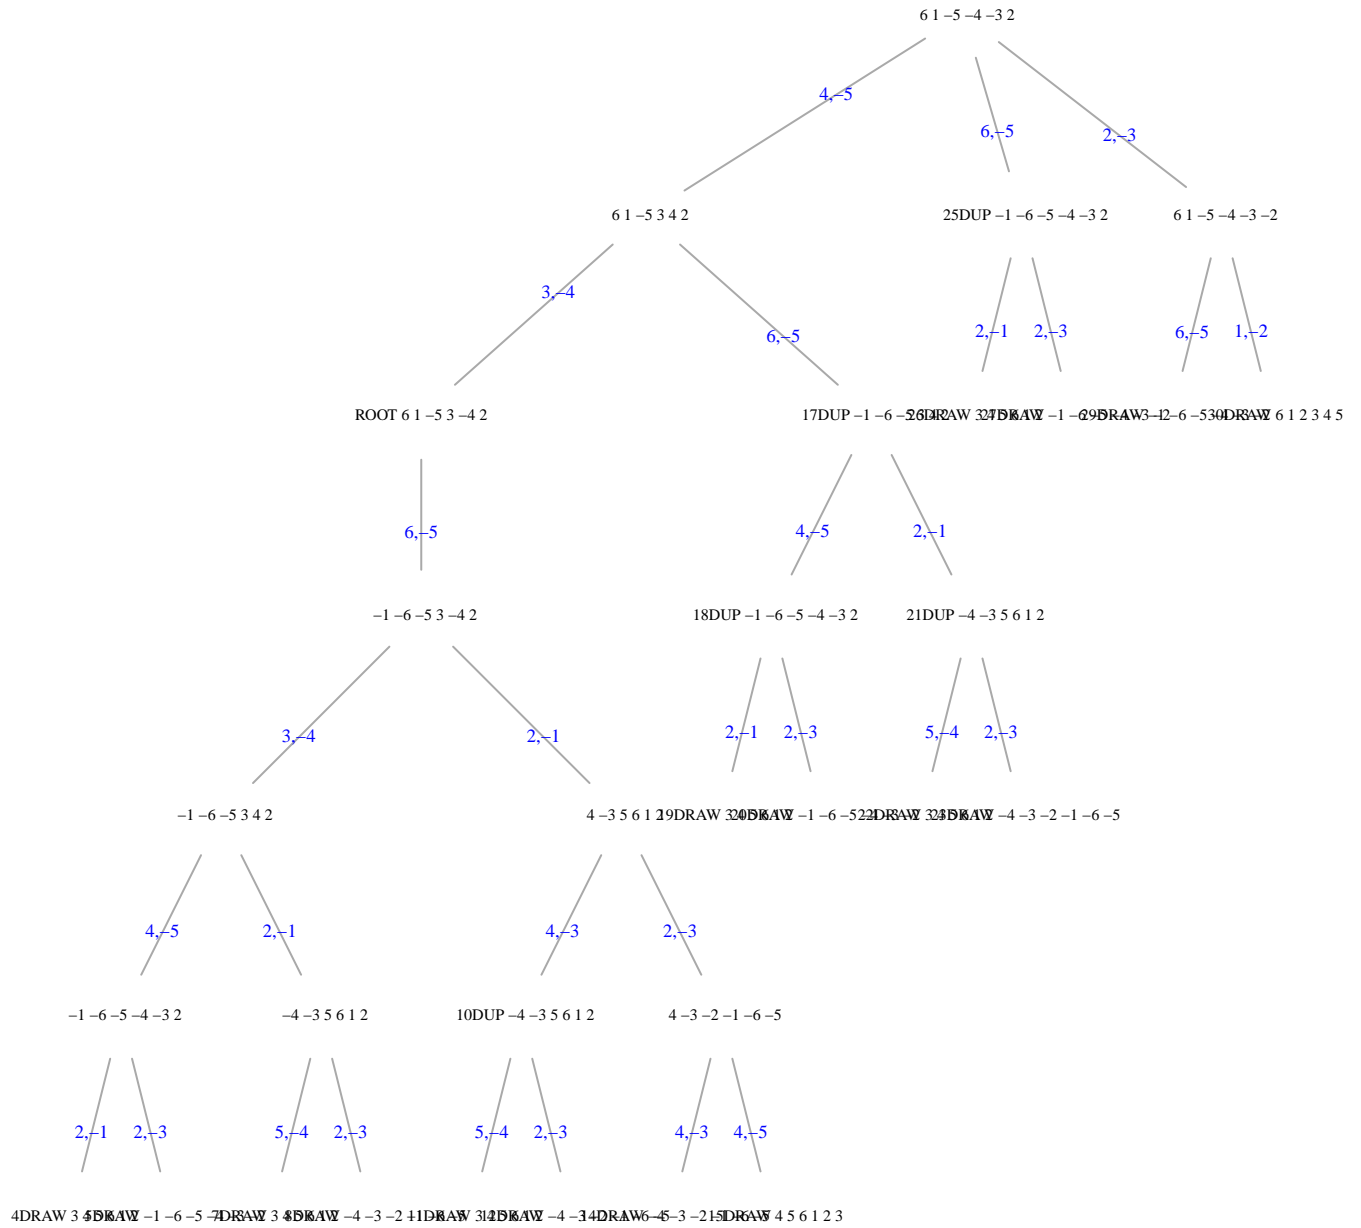 6 1 −5 −4 −3 2
4,−5
6,−5
2,−3
6 1 −5 3 4 2
25DUP −1 −6 −5 −4 −3 2
6 1 −5 −4 −3 −2
3,−4
6,−5
2,−1
2,−3
6,−5
1,−2
ROOT 6 1 −5 3 −4 2
17DUP −1 −6 −5 3 4 2
6 1 2 3 4 5
6,−5
4,−5
2,−1
−1 −6 −5 3 −4 2
18DUP −1 −6 −5 −4 −3 2
21DUP −4 −3 5 6 1 2
3,−4
2,−1
2,−1
2,−3
5,−4
2,−3
−1 −6 −5 3 4 2
4 −3 5 6 1 2
−4 −3 −2 −1 −6 −5
4,−5
2,−1
4,−3
2,−3
−1 −6 −5 −4 −3 2
−4 −3 5 6 1 2
10DUP −4 −3 5 6 1 2
4 −3 −2 −1 −6 −5
2,−1
2,−3
5,−4
2,−3
5,−4
2,−3
4,−3
4,−5
4DRAW
4 5 6 1 2 3